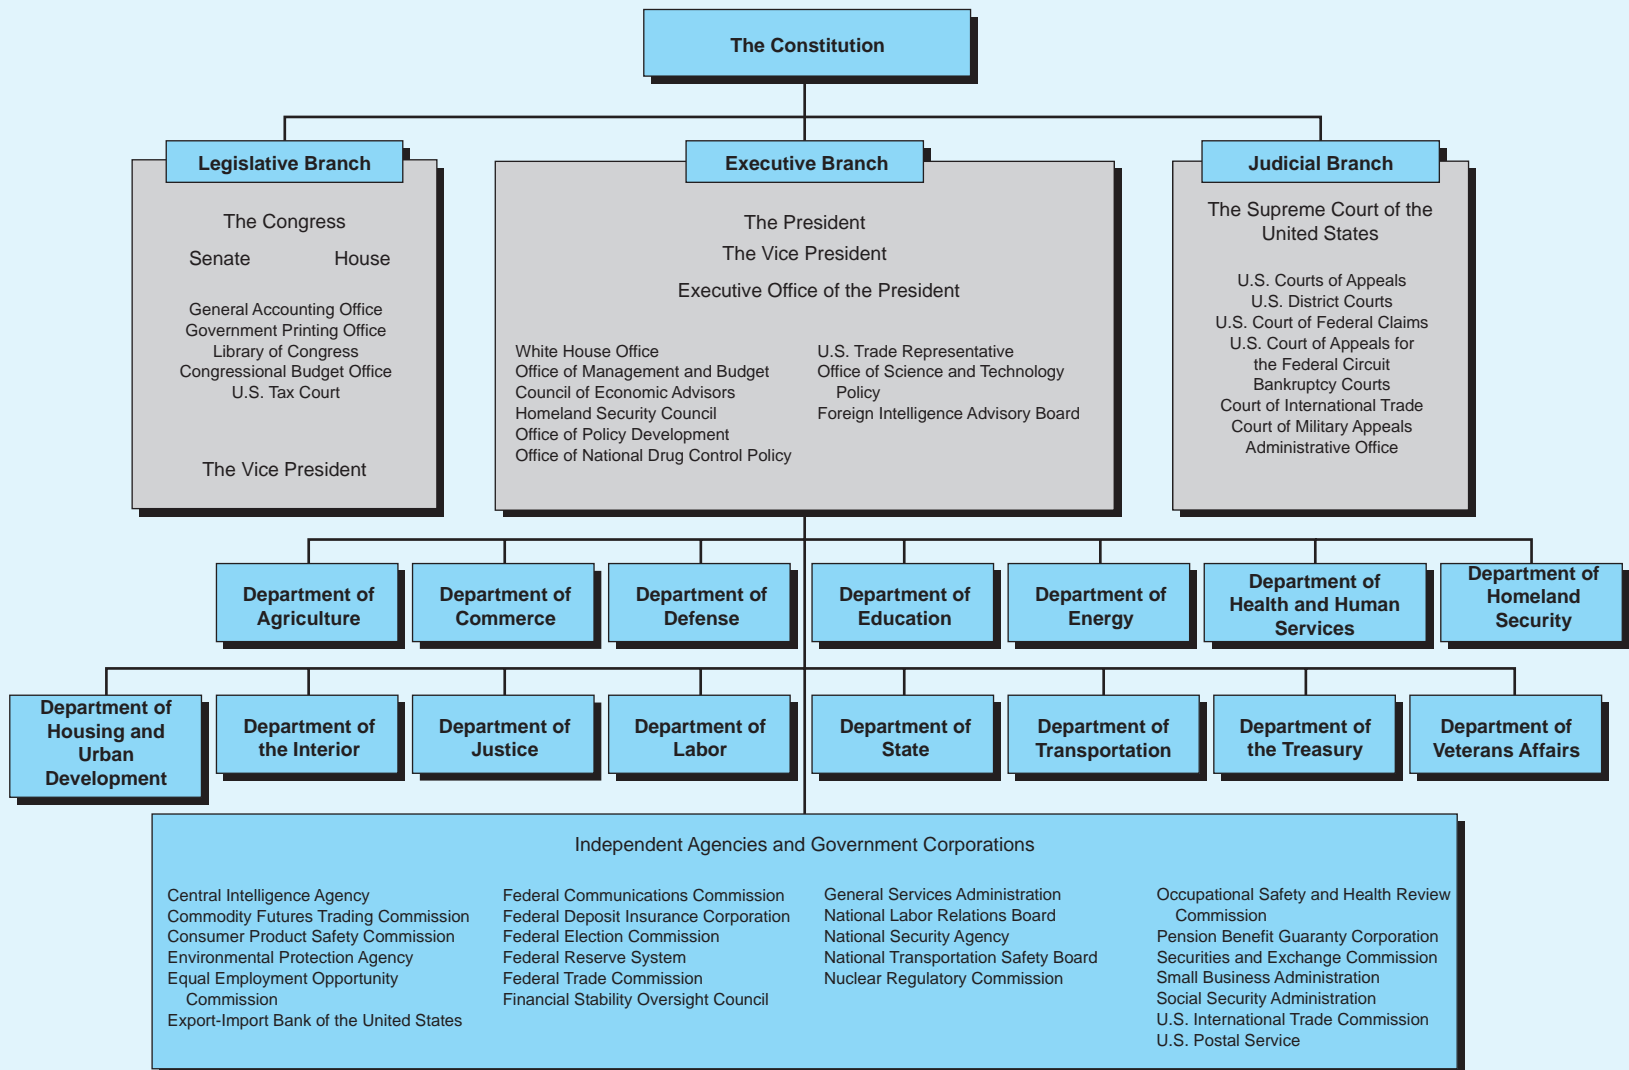 The Constitution
Legislative Branch
The Congress
Senate House
General Accounting Office
Government Printing Office
Library of Congress
Congressional Budget Office
U.S. Tax Court
The Vice President
Executive Branch
The President
The Vice President
Executive Office of the President
White House Office
Office of Management and Budget
Council of Economic Advisors
Homeland Security Council
Office of Policy Development
Office of National Drug Control Policy
U.S. Trade Representative
Office of Science and Technology
Policy
Foreign Intelligence Advisory Board
Judicial Branch
The Supreme Court of the
United States
U.S. Courts of Appeals
U.S. District Courts
U.S. Court of Federal Claims
U.S. Court of Appeals for
the Federal Circuit
Bankruptcy Courts
Court of International Trade
Court of Military Appeals
Administrative Office
Department of
Agriculture
Department of
Commerce
Department of
Defense
Department of
Education
Department of
Energy
Department of
Health and Human
Services
Department of
Homeland
Security
Department of
Housing and
Urban
Development
Department of
the Interior
Department of
Justice
Department of
Labor
Department of
State
Department of
Transportation
Department of
the Treasury
Department of
Veterans Affairs
Independent Agencies and Government Corporations
Central Intelligence Agency
Commodity Futures Trading Commission
Consumer Product Safety Commission
Environmental Protection Agency
Equal Employment Opportunity
Commission
Export-Import Bank of the United States
Federal Communications Commission
Federal Deposit Insurance Corporation
Federal Election Commission
Federal Reserve System
Federal Trade Commission
Financial Stability Oversight Council
General Services Administration
National Labor Relations Board
National Security Agency
National Transportation Safety Board
Nuclear Regulatory Commission
Occupational Safety and Health Review
Commission
Pension Benefit Guaranty Corporation
Securities and Exchange Commission
Small Business Administration
Social Security Administration
U.S. International Trade Commission
U.S. Postal Service